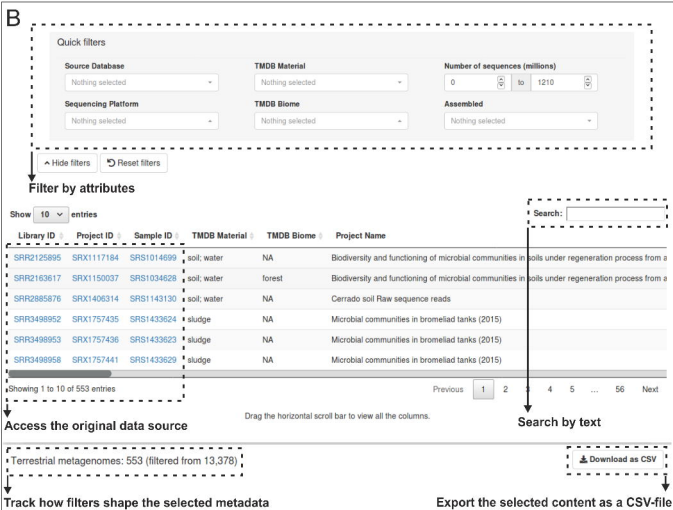 B
Quick filters
Source Database TMDB Material Number of sequences (millions)
Nothing selected Nothing selected 0 to 1210
Sequencing Platform TMDB Biome Assembled
Nothing selected Nothing selected Nothing selected
Hide filters Reset filters
Filter by attributes
Show 10 entries Search:
Library ID Project ID Sample ID TMDB Material TMDB Biome Project Name
SRR2125895 SRX1117184 SRS1014699 soil; water NA Biodiversity and functioning of microbial communities in soils under regeneration process from a
SRR2163617 SRX1150037 SRS1034628 soil; water forest Biodiversity and functioning of microbial communities in soils under regeneration process from a
SRR2885876 SRX1406314 SRS1143130 soil; water NA Cerrado soil Raw sequence reads
SRR3498952 SRX1757435 SRS1433624 sludge NA Microbial communities in bromeliad tanks (2015)
SRR3498953 SRX1757436 SRS1433623 sludge NA Microbial communities in bromeliad tanks (2015)
SRR3498958 SRX1757441 SRS1433629 sludge NA Microbial communities in bromeliad tanks (2015)
Showing 1 to 10 of 553 entries Previous 1 2 3 4 5 ... 56 Next
Access the original data source Search by text
Drag the horizontal scroll bar to view all the columns.
Terrestrial metagenomes: 553 (filtered from 13,378) Download as CSV
Track how filters shape the selected metadata Export the selected content as a CSV-file